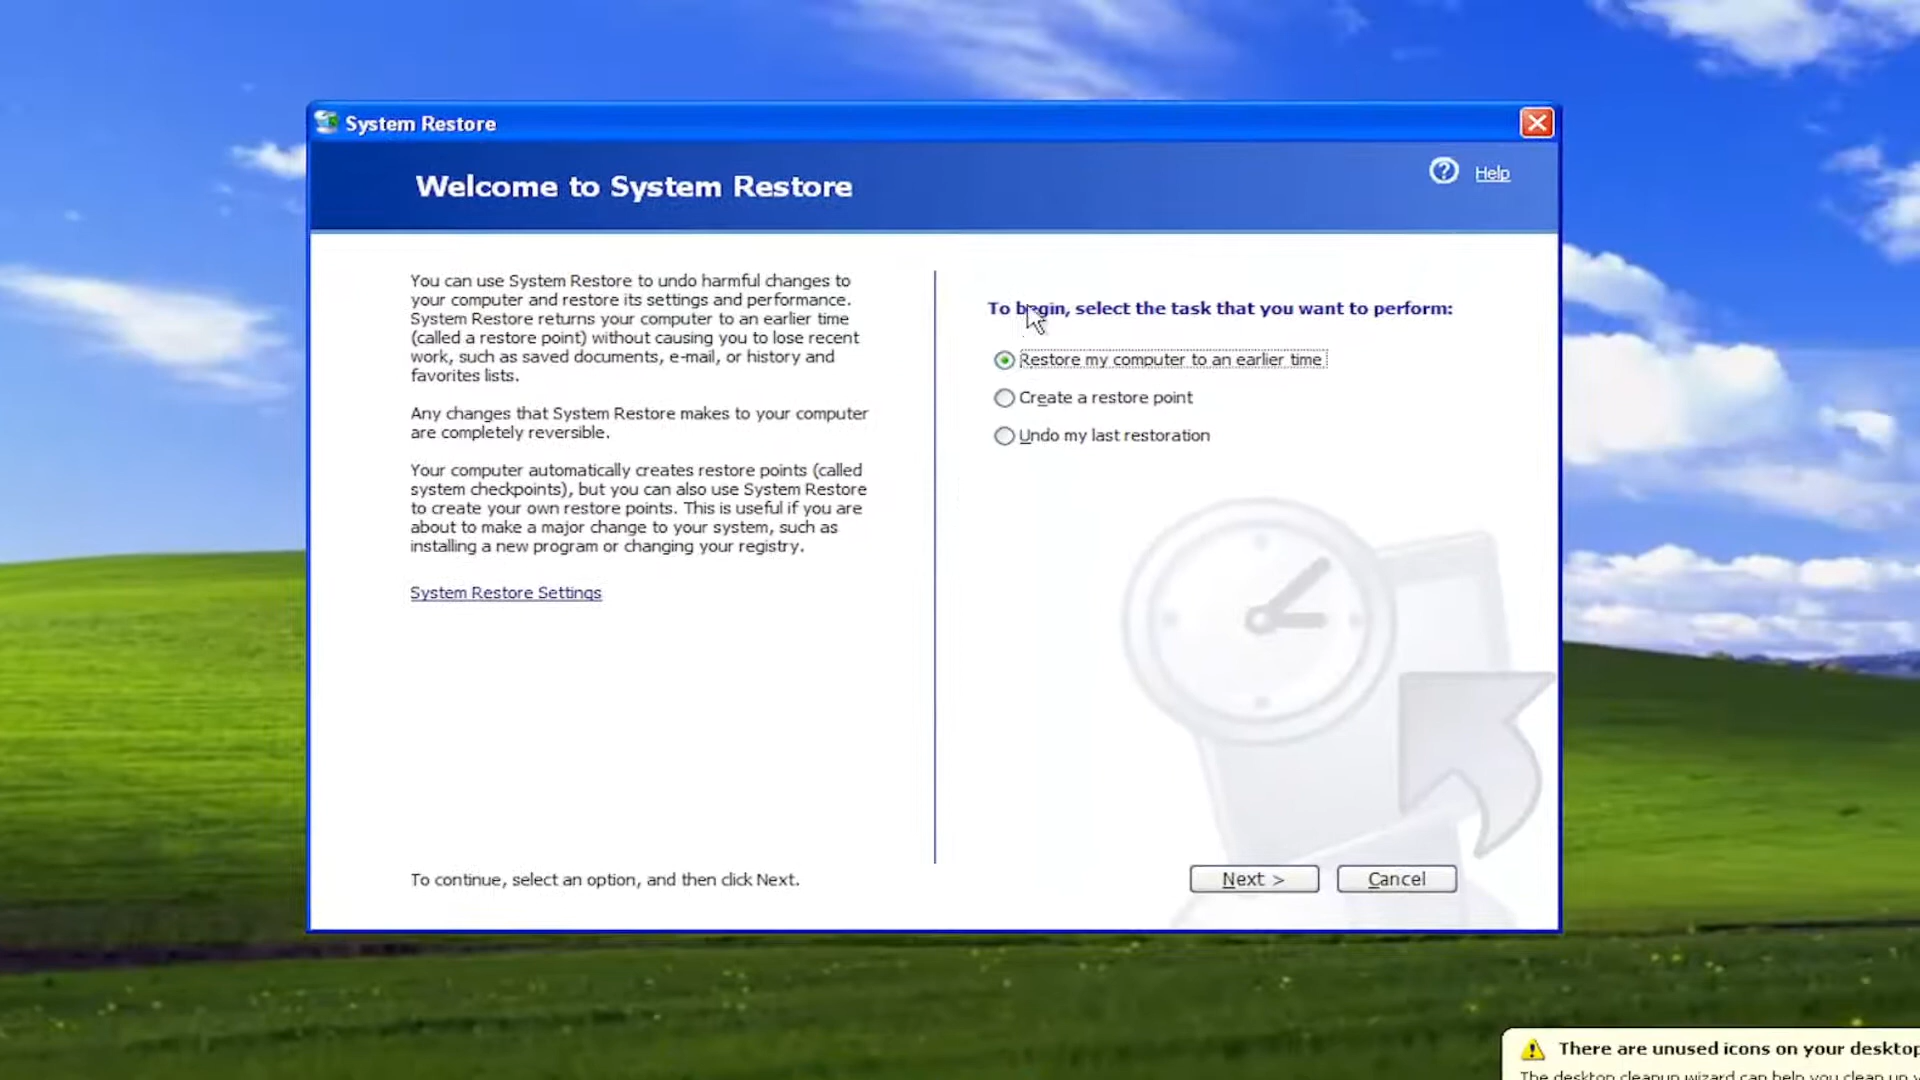 System Restore
Welcome to System Restore
Help
You can use System Restore to undo harmful changes to
your computer and restore its settings and performance.
System Restore returns your computer to an earlier time
(called a restore point) without causing you to lose recent
work, such as saved documents, e-mail, or history and
favorites lists.
Any changes that System Restore makes to your computer
are completely reversible.
Your computer automatically creates restore points (called
system checkpoints), but you can also use System Restore
to create your own restore points. This is useful if you are
about to make a major change to your system, such as
installing a new program or changing your registry.
System Restore Settings
To begin, select the task that you want to perform:
Restore my computer to an earlier time
Create a restore point
Undo my last restoration
To continue, select an option, and then click Next.
Next >
Cancel
There are unused icons on your desktop
The desktop cleanup wizard can help you clean up